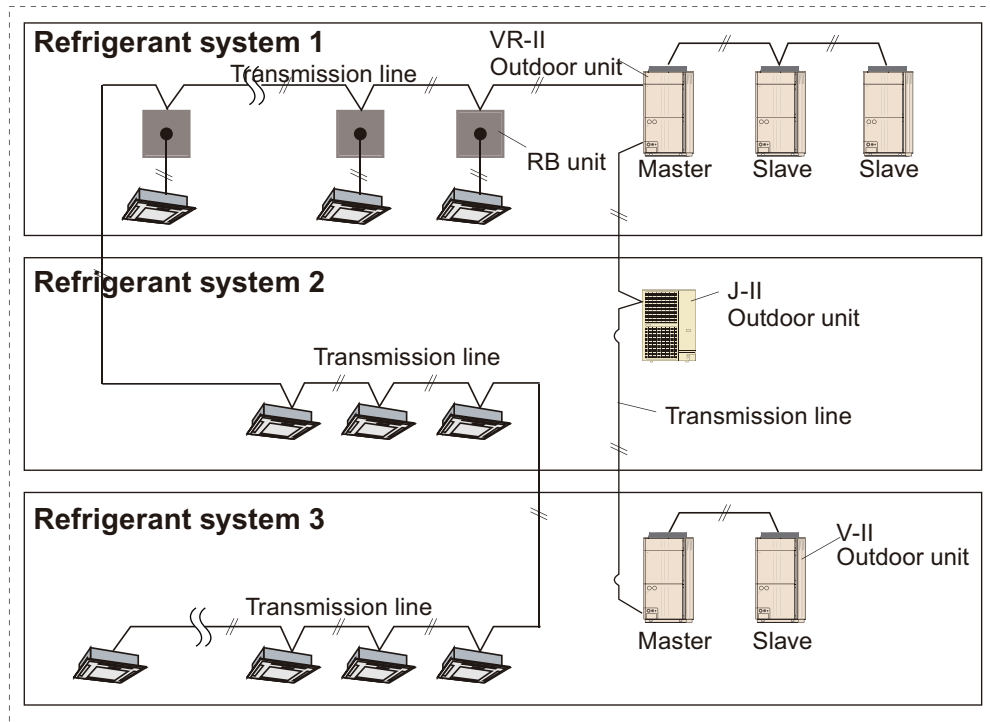 Refrigerant system 1
VR-II
Outdoor unit
Transmission line
RB unit
Master
Slave
Slave
Refrigerant system 2
J-II
Outdoor unit
Transmission line
Transmission line
Refrigerant system 3
V-II
Outdoor unit
Transmission line
Master
Slave